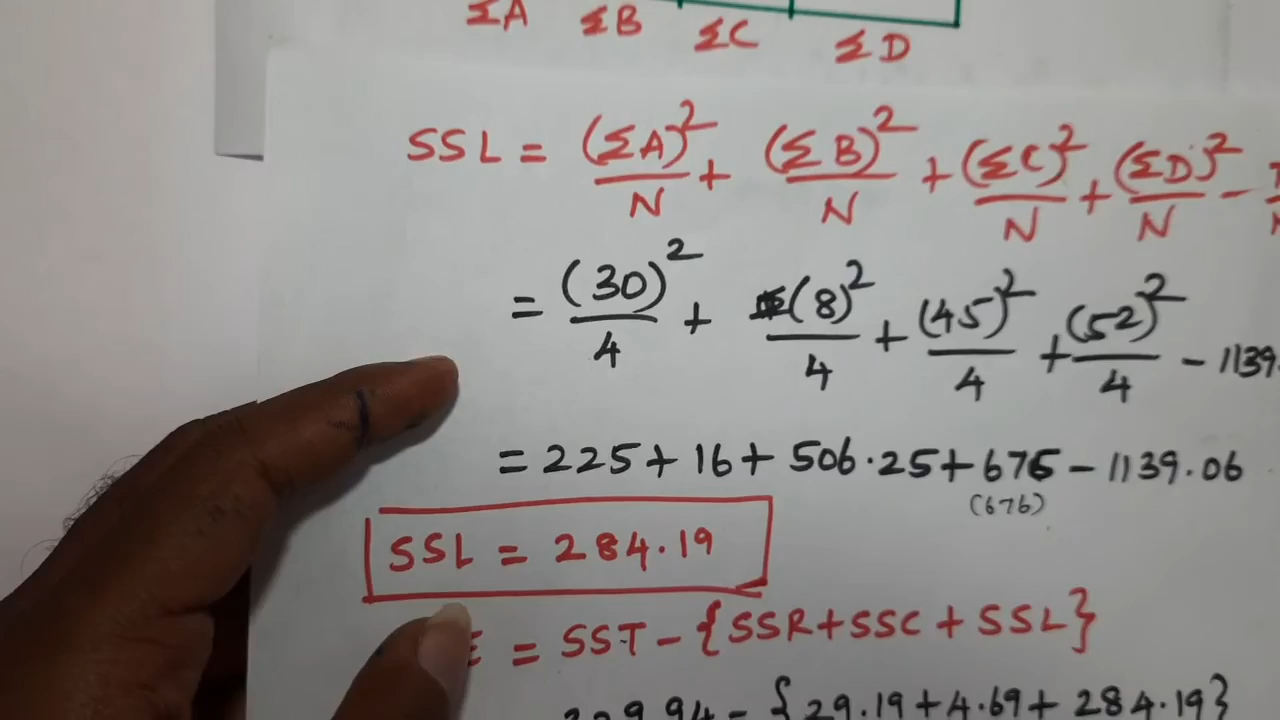 ΣA ΣB ΣC ΣD
SSL = (ΣA)²/N + (ΣB)²/N + (ΣC)²/N + (ΣD)²/N -
= (30)²/4 + (8)²/4 + (45)²/4 + (52)²/4 - 1139.
= 225 + 16 + 506.25 + 676 - 1139.06
(676)
SSL = 284.19
= SST - {SSR + SSC + SSL}
- {29.19 + 4.69 + 284.19}